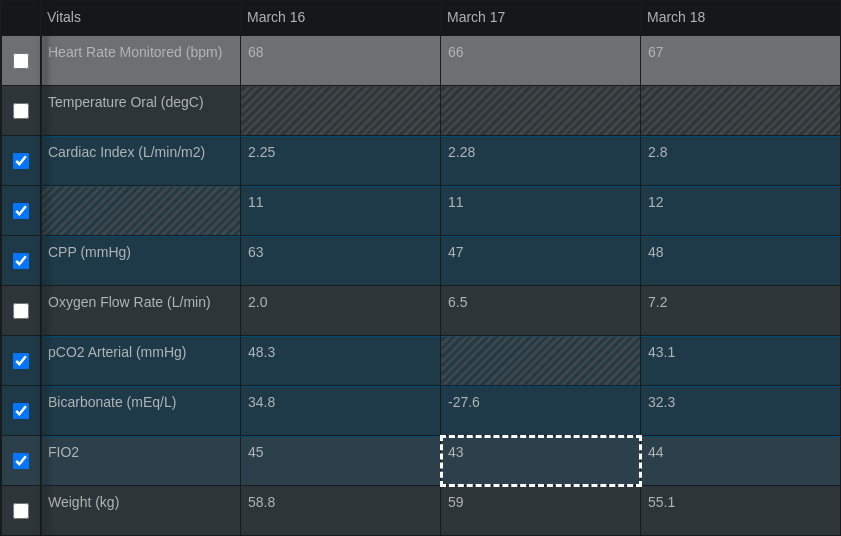 Vitals March 16 March 17 March 18
Heart Rate Monitored (bpm) 68 66 67
Temperature Oral (degC)
Cardiac Index (L/min/m2) 2.25 2.28 2.8
11 11 12
CPP (mmHg) 63 47 48
Oxygen Flow Rate (L/min) 2.0 6.5 7.2
pCO2 Arterial (mmHg) 48.3 43.1
Bicarbonate (mEq/L) 34.8 -27.6 32.3
FIO2 45 43 44
Weight (kg) 58.8 59 55.1